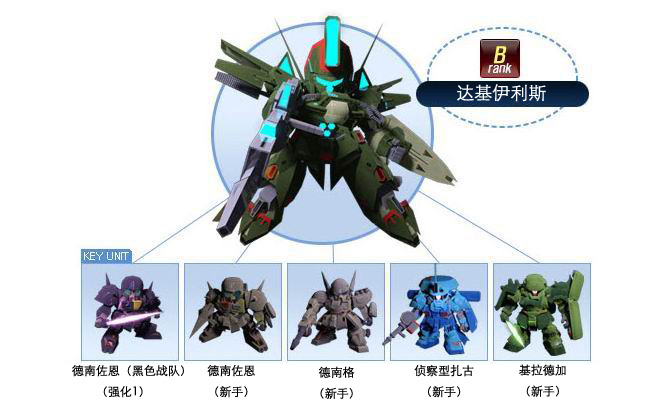 B
rank
达基伊利斯
KEY UNIT
德南佐恩（黑色战队）
（强化1）
德南佐恩
（新手）
德南格
（新手）
侦察型扎古
（新手）
基拉德加
（新手）